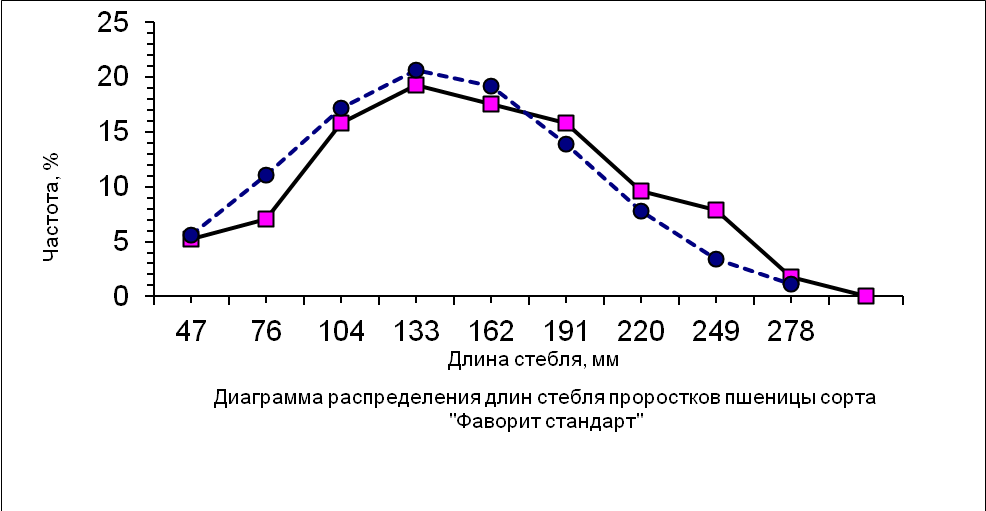 25
20
15
10
5
0
Частота, %
47 76 104 133 162 191 220 249 278
Длина стебля, мм
Диаграмма распределения длин стебля проростков пшеницы сорта
"Фаворит стандарт"